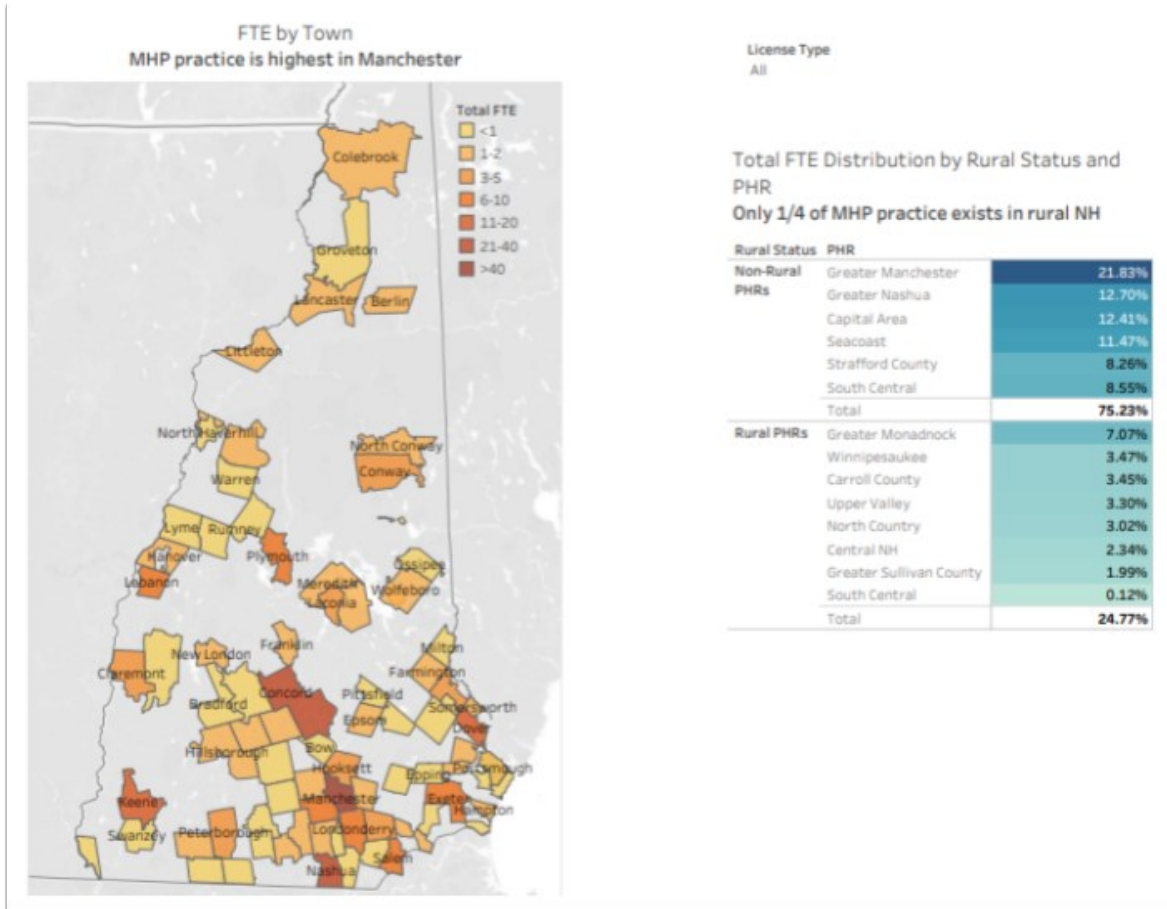 FTE by Town
MHP practice is highest in Manchester
Total FTE
<1
1-2
3-5
6-10
11-20
21-40
>40
Colebrook
Groveton
Lancaster
Berlin
Littleton
North Haverhill
North Conway
Conway
Warren
Lyme
Rumney
Hanover
Plymouth
Lebanon
Ossipee
Meredith
Wolfeboro
Laconia
Franklin
New London
Milton
Claremont
Farmington
Concord
Pittsfield
Bradford
Somersworth
Epsom
Dover
Hillsborough
Bow
Hooksett
Epping
Portsmouth
Keene
Manchester
Exeter
Hampton
Swanzey
Peterborough
Londonderry
Salem
Nashua
License Type
All
Total FTE Distribution by Rural Status and
PHR
Only 1/4 of MHP practice exists in rural NH
Rural Status PHR
Non-Rural PHRs
Greater Manchester 21.83%
Greater Nashua 12.70%
Capital Area 12.41%
Seacoast 11.47%
Strafford County 8.26%
South Central 8.55%
Total 75.23%
Rural PHRs
Greater Monadnock 7.07%
Winnipesaukee 3.47%
Carroll County 3.45%
Upper Valley 3.30%
North Country 3.02%
Central NH 2.34%
Greater Sullivan County 1.99%
South Central 0.12%
Total 24.77%